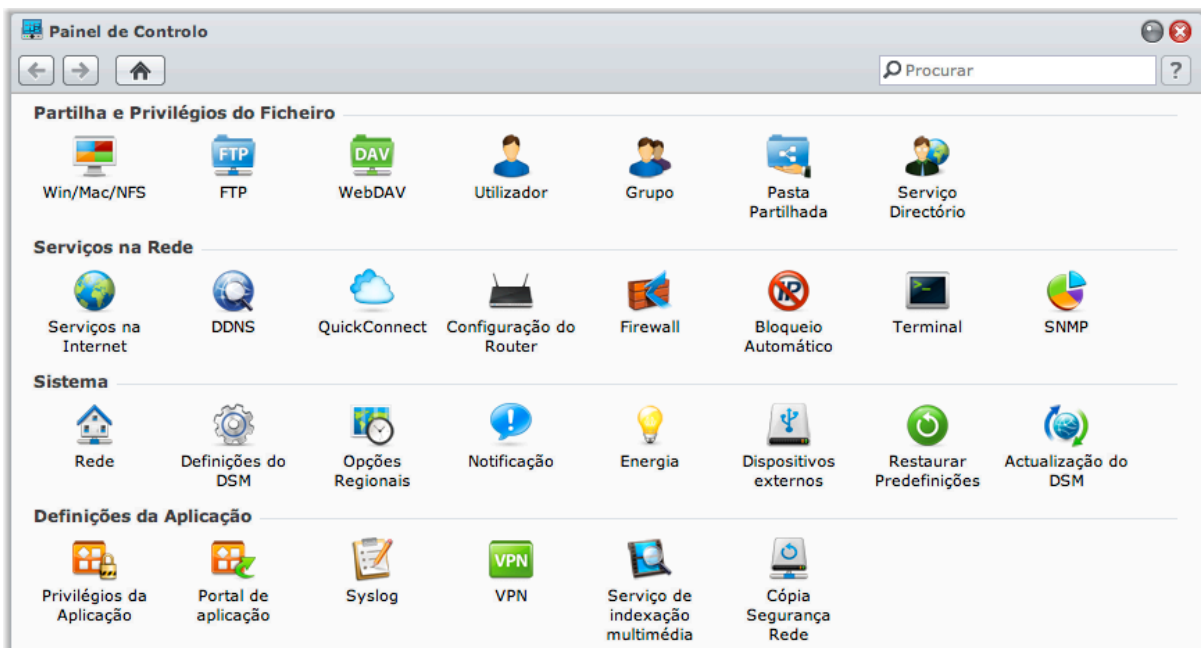 Painel de Controlo
Procurar
?
Partilha e Privilégios do Ficheiro
FTP
DAV
Win/Mac/NFS
FTP
WebDAV
Utilizador
Grupo
Pasta
Partilhada
Serviço
Directório
Serviços na Rede
IP
Serviços na
Internet
DDNS
QuickConnect
Configuração do
Router
Firewall
Bloqueio
Automático
Terminal
SNMP
Sistema
Rede
Definições do
DSM
Opções
Regionais
Notificação
Energia
Dispositivos
externos
Restaurar
Predefinições
Actualização do
DSM
Definições da Aplicação
VPN
Privilégios da
Aplicação
Portal de
aplicação
Syslog
VPN
Serviço de
indexação
multimédia
Cópia
Segurança
Rede